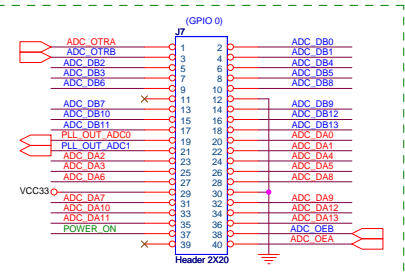 (GPIO 0)
J7
ADC_OTRA 1 2 ADC_DB0
ADC_OTRB 3 4 ADC_DB1
ADC_DB2 5 6 ADC_DB4
ADC_DB3 7 8 ADC_DB5
ADC_DB6 9 10 ADC_DB8
11 12
ADC_DB7 13 14 ADC_DB9
ADC_DB10 15 16 ADC_DB12
ADC_DB11 17 18 ADC_DB13
PLL_OUT_ADC0 19 20 ADC_DA0
PLL_OUT_ADC1 21 22 ADC_DA1
ADC_DA2 23 24 ADC_DA4
ADC_DA3 25 26 ADC_DA5
ADC_DA6 27 28 ADC_DA8
VCC33 29 30
ADC_DA7 31 32 ADC_DA9
ADC_DA10 33 34 ADC_DA12
ADC_DA11 35 36 ADC_DA13
POWER_ON 37 38 ADC_OEB
39 40 ADC_OEA
Header 2X20